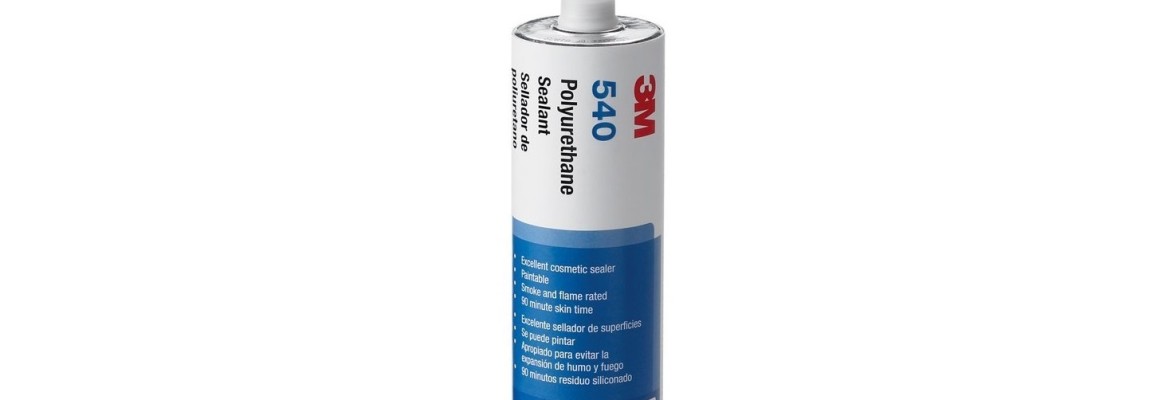 3M
540
Polyurethane
Sealant
Sellador de
poliuretano
• Excellent cosmetic sealer
• Paintable
• Smoke and flame rated
• 90 minute skin time
• Excelente sellador de superficies
• Se puede pintar
• Apropiado para evitar la
expansión de humo y fuego
• 90 minutos residuo siliconado